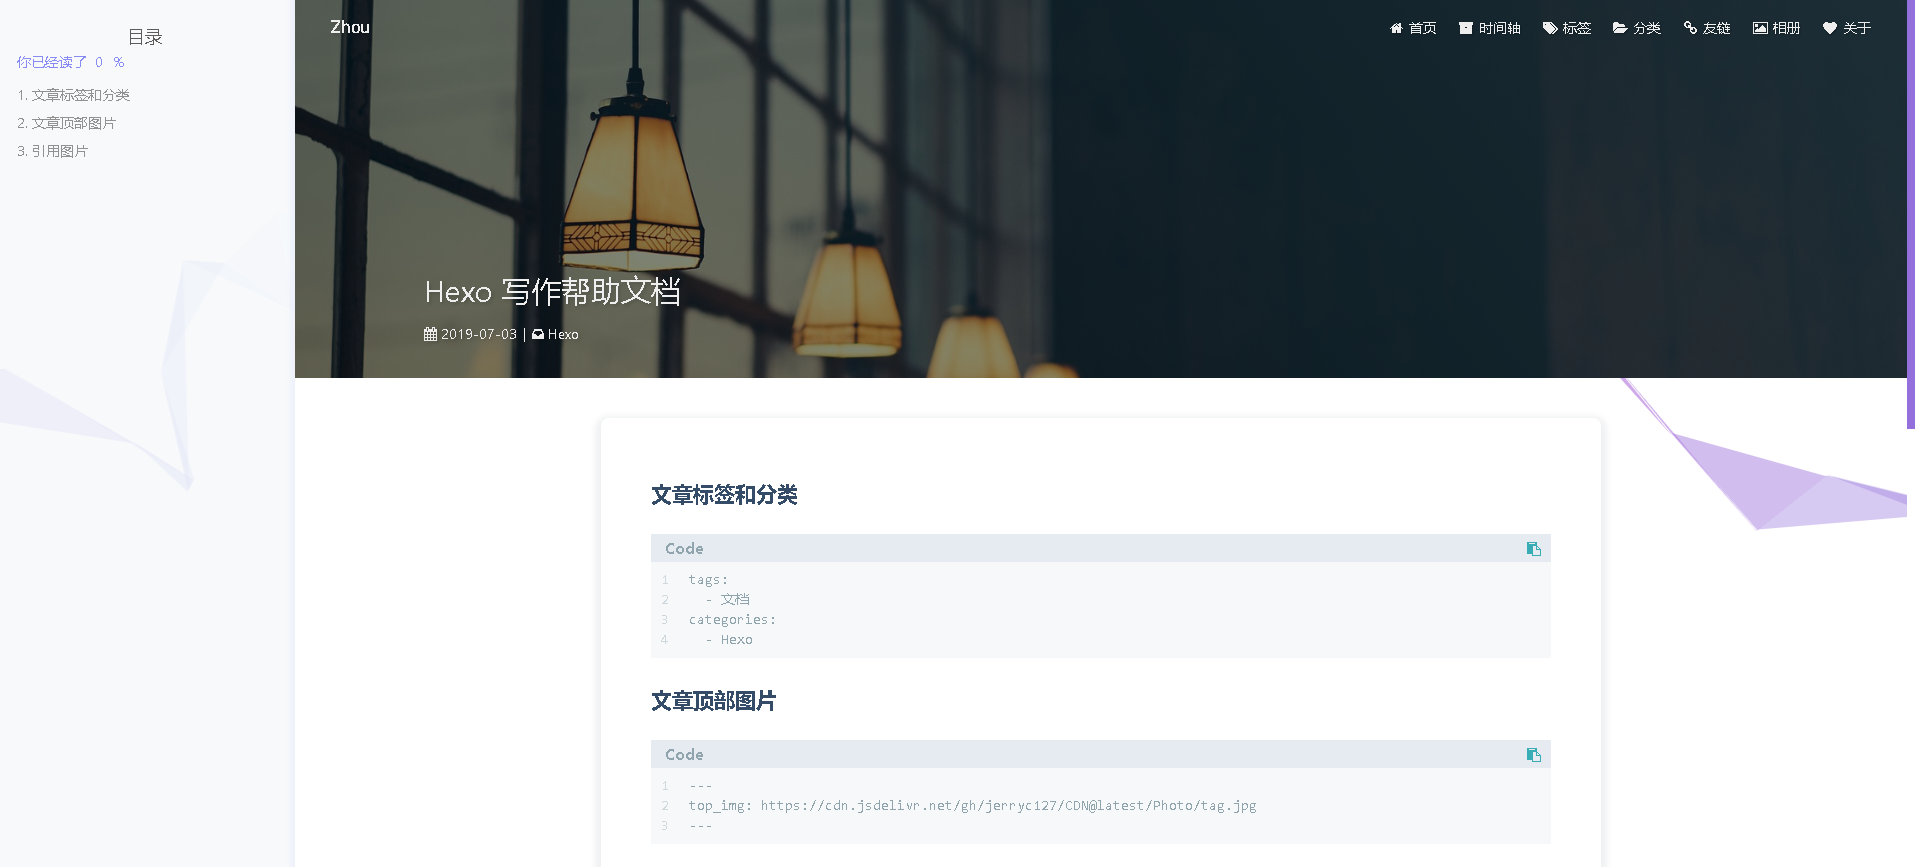 目录
你已经读了 0 %
1. 文章标签和分类
2. 文章顶部图片
3. 引用图片
Zhou
首页 时间轴 标签 分类 友链 相册 关于
Hexo 写作帮助文档
2019-07-03 | Hexo
文章标签和分类
Code
1 tags:
2   - 文档
3 categories:
4   - Hexo
文章顶部图片
Code
1 ---
2 top_img: https://cdn.jsdelivr.net/gh/jerryc127/CDN@latest/Photo/tag.jpg
3 ---